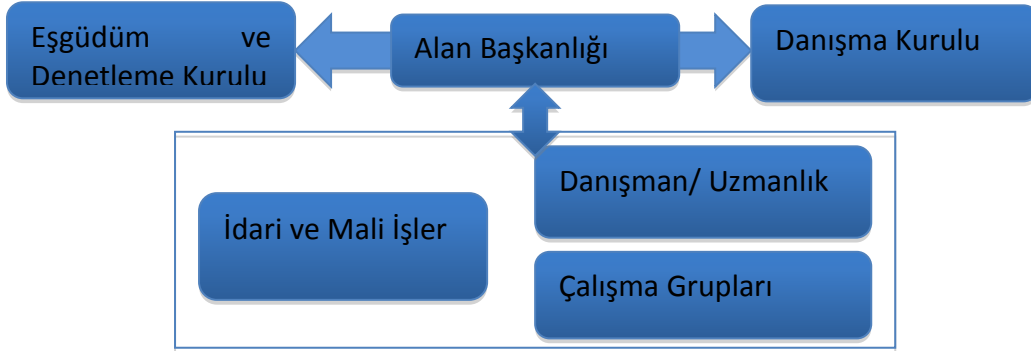 Eşgüdüm ve
Denetleme Kurulu
Alan Başkanlığı
Danışma Kurulu
İdari ve Mali İşler
Danışman/ Uzmanlık
Çalışma Grupları